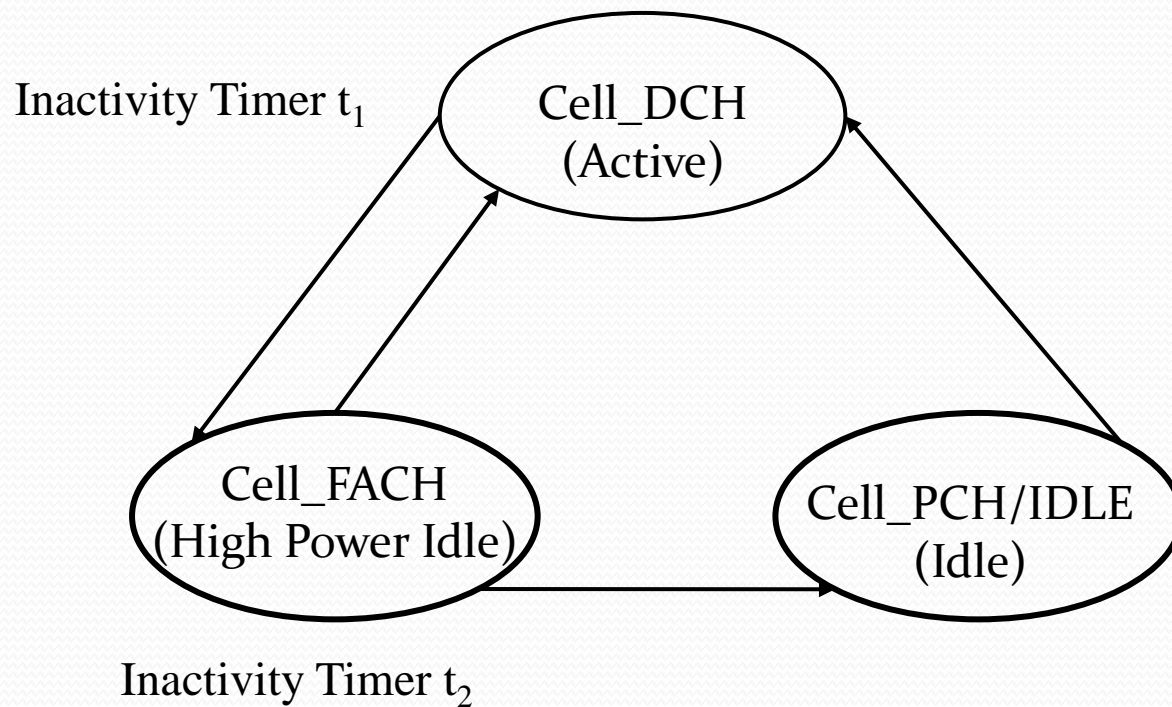 Inactivity Timer t₁
Cell_DCH
(Active)
Cell_FACH
(High Power Idle)
Cell_PCH/IDLE
(Idle)
Inactivity Timer t₂